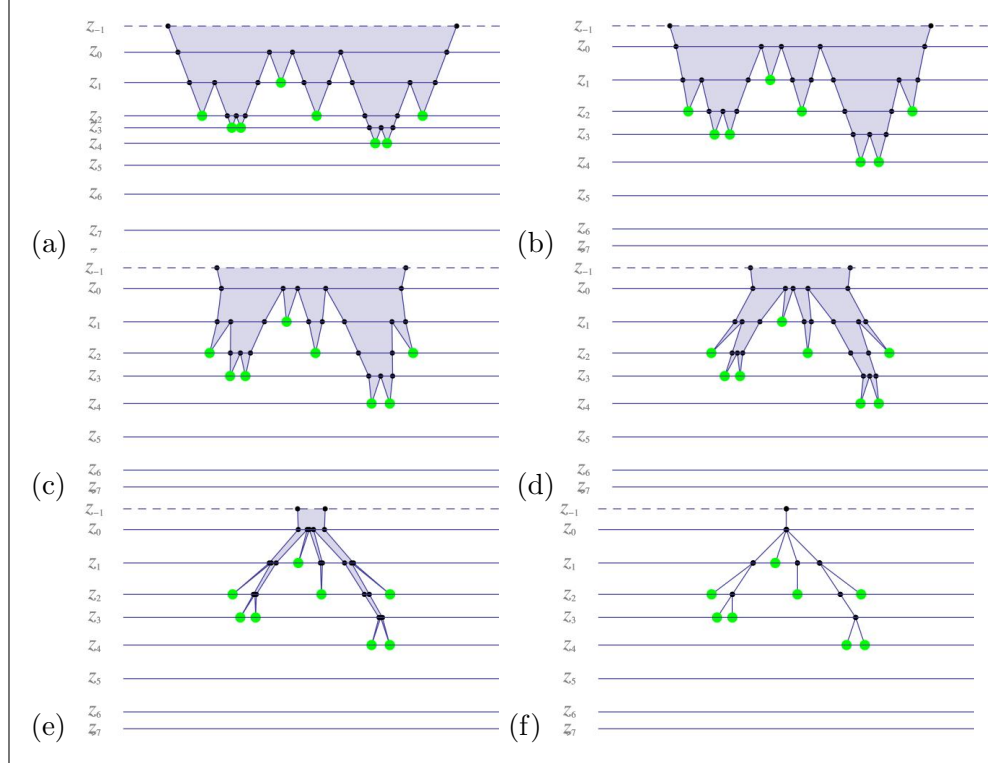 z₋₁ z₋₁
z₀ z₀
z₁ z₁
z₂ z₂
z₃ z₃
z₄ z₄
z₅ z₅
z₆ z₆
z₇ z₇
(a) (b)
z₋₁ z₋₁
z₀ z₀
z₁ z₁
z₂ z₂
z₃ z₃
z₄ z₄
z₅ z₅
z₆ z₆
z₇ z₇
(c) (d)
z₋₁ z₋₁
z₀ z₀
z₁ z₁
z₂ z₂
z₃ z₃
z₄ z₄
z₅ z₅
z₆ z₆
z₇ z₇
(e) (f)